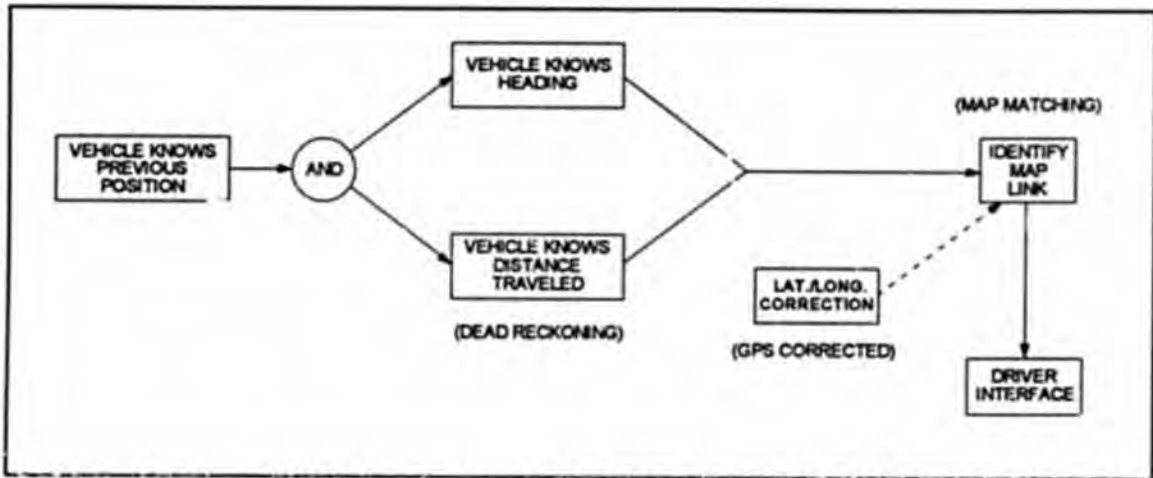 VEHICLE KNOWS
PREVIOUS
POSITION
AND
VEHICLE KNOWS
HEADING
VEHICLE KNOWS
DISTANCE
TRAVELED
(DEAD RECKONING)
(MAP MATCHING)
IDENTIFY
MAP
LINK
LAT./LONG.
CORRECTION
(GPS CORRECTED)
DRIVER
INTERFACE